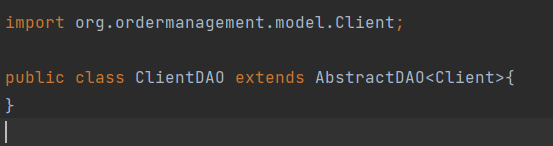 import org.ordermanagement.model.Client;
public class ClientDAO extends AbstractDAO<Client>{
}